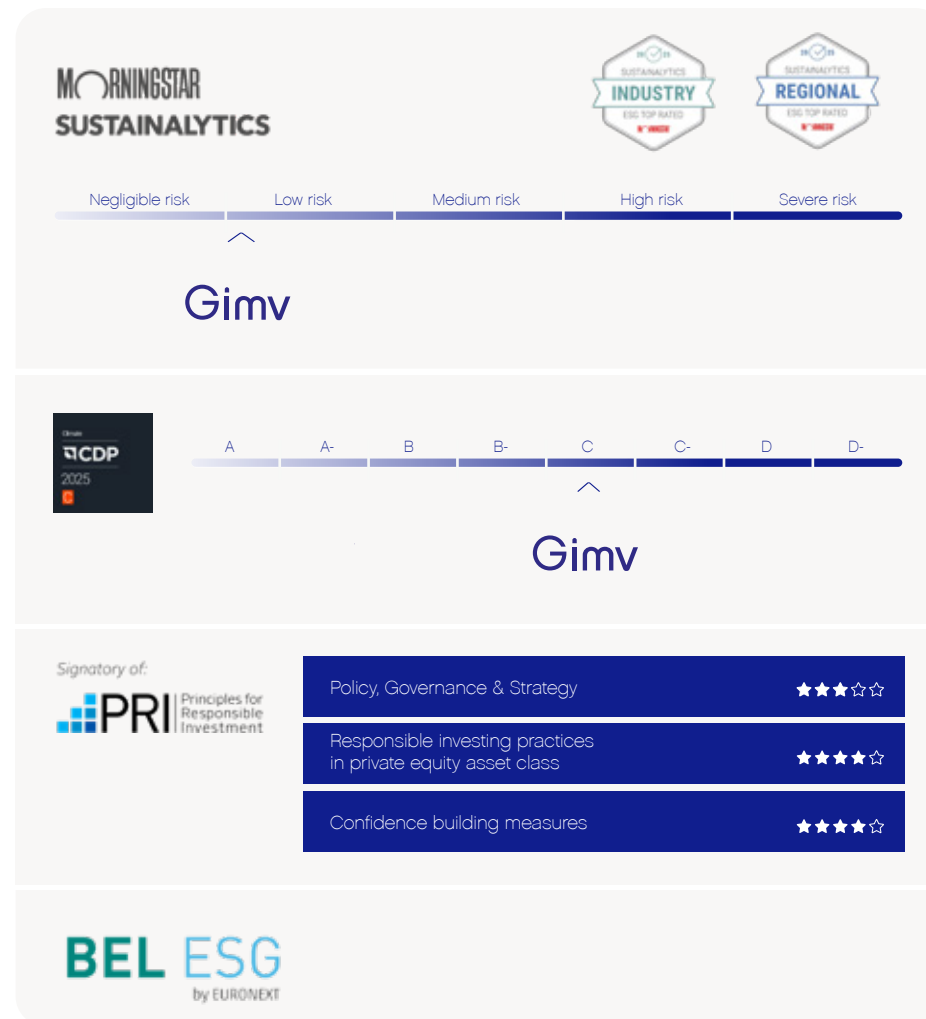 MORNINGSTAR
SUSTAINALYTICS
SUSTAINALYTICS
INDUSTRY
ESG TOP RATED
SUSTAINALYTICS
REGIONAL
ESG TOP RATED
Negligible risk Low risk Medium risk High risk Severe risk
Gimv
Climate
CDP
2025
C
A A- B B- C C- D D-
Gimv
Signatory of:
PRI Principles for
Responsible
Investment
Policy, Governance & Strategy
Responsible investing practices
in private equity asset class
Confidence building measures
BEL ESG
by EURONEXT